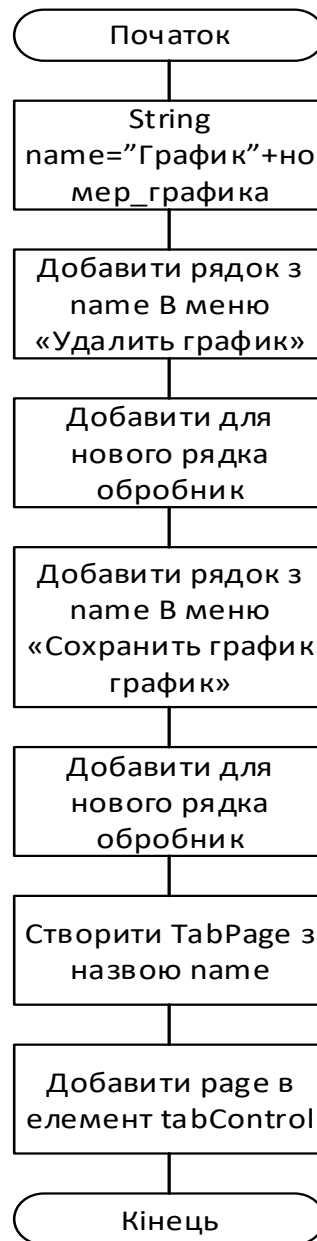 Початок
String
name=”График”+но
мер_графика
Добавити рядок з
name В меню
«Удалить график»
Добавити для
нового рядка
обробник
Добавити рядок з
name В меню
«Сохранить график
график»
Добавити для
нового рядка
обробник
Створити TabPage з
назвою name
Добавити page в
елемент tabControl
Кінець